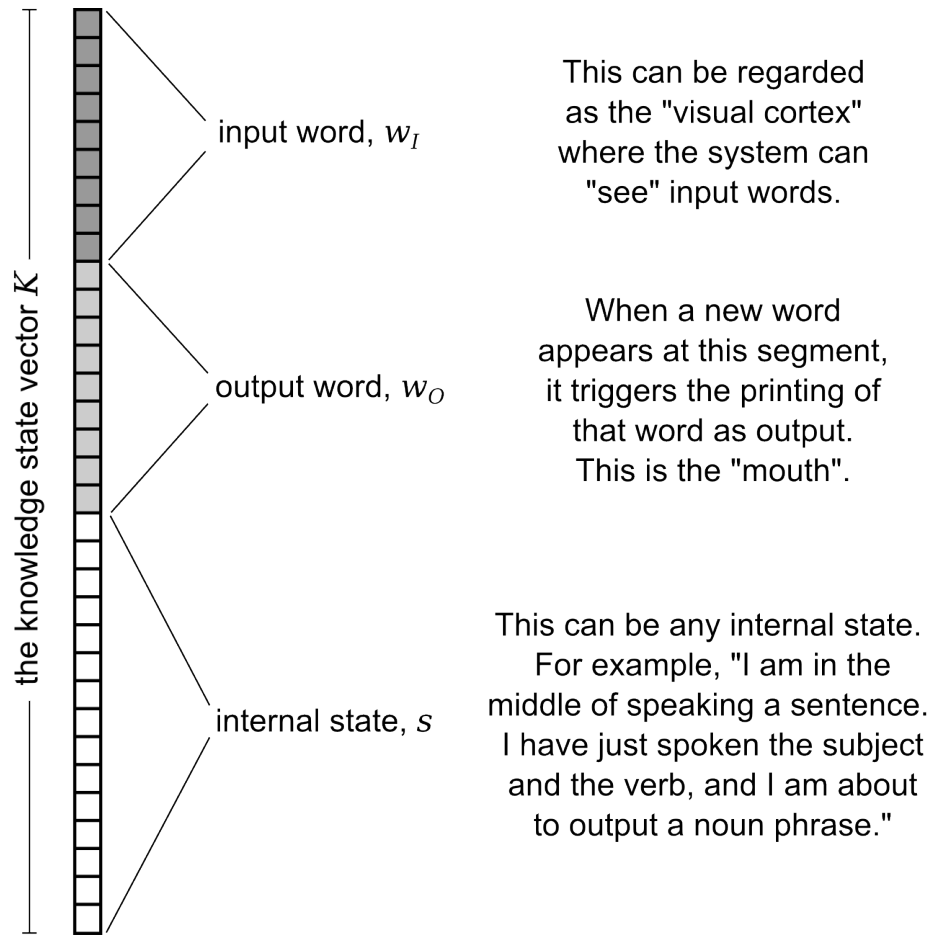 the knowledge state vector K
input word, w_I
This can be regarded
as the "visual cortex"
where the system can
"see" input words.
output word, w_O
When a new word
appears at this segment,
it triggers the printing of
that word as output.
This is the "mouth".
internal state, s
This can be any internal state.
For example, "I am in the
middle of speaking a sentence.
I have just spoken the subject
and the verb, and I am about
to output a noun phrase."